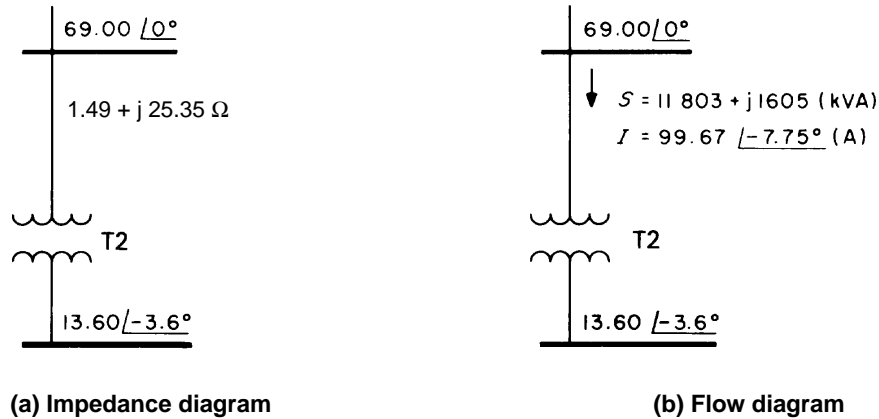 69.00 /0°
1.49 + j 25.35 Ω
T2
13.60 /−3.6°
(a) Impedance diagram
69.00 /0°
S = 11 803 + j 1605 (kVA)
I = 99.67 /−7.75° (A)
T2
13.60 /−3.6°
(b) Flow diagram